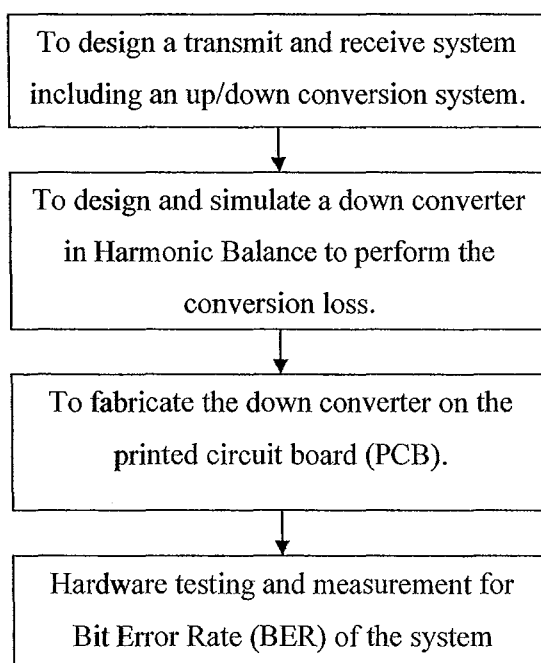 To design a transmit and receive system
including an up/down conversion system.
To design and simulate a down converter
in Harmonic Balance to perform the
conversion loss.
To fabricate the down converter on the
printed circuit board (PCB).
Hardware testing and measurement for
Bit Error Rate (BER) of the system